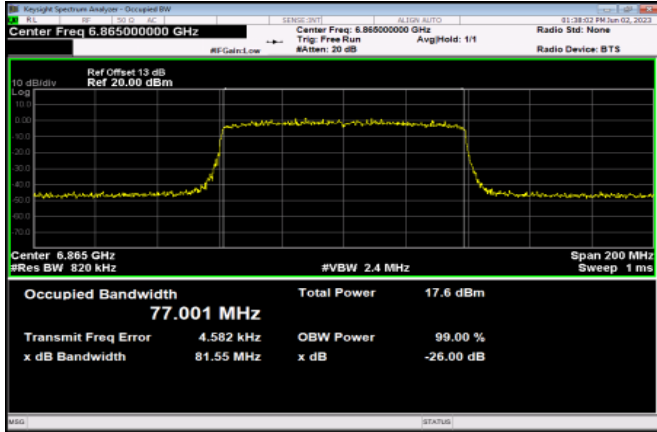 Keysight Spectrum Analyzer - Occupied BW
RL RF 50 Ω AC SENSE:INT ALIGN AUTO 01:38:02 PM Jun 02, 2023
Center Freq 6.865000000 GHz Center Freq: 6.865000000 GHz Radio Std: None
Trig: Free Run Avg|Hold: 1/1
#IFGain:Low #Atten: 20 dB Radio Device: BTS
Ref Offset 13 dB
10 dB/div Ref 20.00 dBm
Log
10.0
0.00
-10.0
-20.0
-30.0
-40.0
-50.0
-60.0
-70.0
Center 6.865 GHz Span 200 MHz
#Res BW 820 kHz #VBW 2.4 MHz Sweep 1 ms
Occupied Bandwidth Total Power 17.6 dBm
77.001 MHz
Transmit Freq Error 4.582 kHz OBW Power 99.00 %
x dB Bandwidth 81.55 MHz x dB -26.00 dB
MSG STATUS